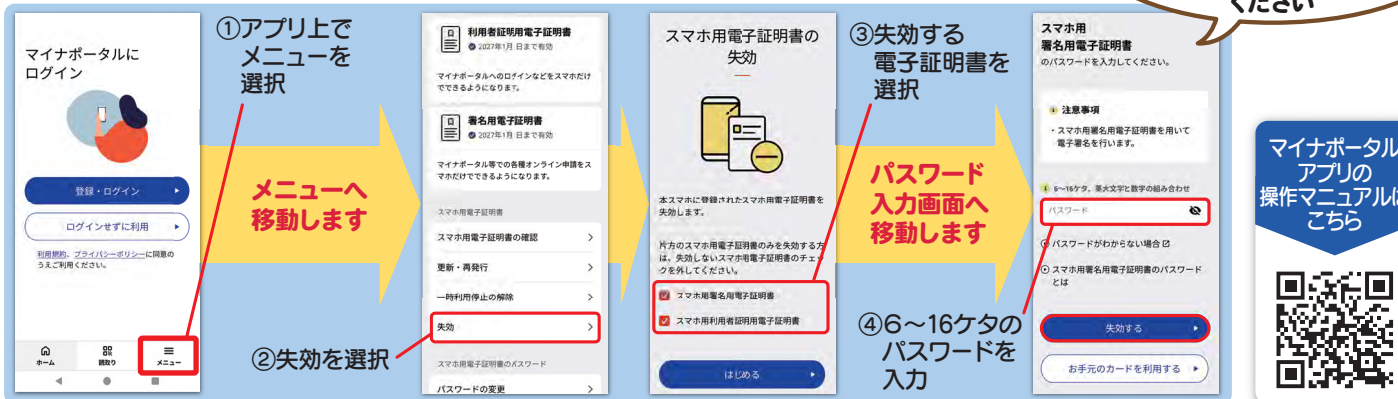 ください
マイナポータルに
ログイン
登録・ログイン
ログインせずに利用
利用規約、プライバシーポリシーに同意の
うえご利用ください。
ホーム
読取り
メニュー
①アプリ上で
メニューを
選択
メニューへ
移動します
利用者証明用電子証明書
2027年1月 日まで有効
マイナポータルへのログインなどをスマホだけ
でできるようになります。
署名用電子証明書
2027年1月 日まで有効
マイナポータル等での各種オンライン申請をス
マホだけでできるようになります。
スマホ用電子証明書
スマホ用電子証明書の確認
更新・再発行
一時利用停止の解除
失効
スマホ用電子証明書のパスワード
パスワードの変更
②失効を選択
スマホ用電子証明書の
失効
本スマホに登録されたスマホ用電子証明書を
失効します。
片方のスマホ用電子証明書のみを失効する方
は、失効しないスマホ用電子証明書のチェッ
クを外してください。
スマホ用署名用電子証明書
スマホ用利用者証明用電子証明書
はじめる
③失効する
電子証明書を
選択
パスワード
入力画面へ
移動します
④6～16ケタの
パスワードを
入力
スマホ用
署名用電子証明書
のパスワードを入力してください。
注意事項
・スマホ用署名用電子証明書を用いて
電子署名を行います。
6～16ケタ、英大文字と数字の組み合わせ
パスワード
パスワードがわからない場合
スマホ用署名用電子証明書のパスワード
とは
失効する
お手元のカードを利用する
マイナポータル
アプリの
操作マニュアルは
こちら